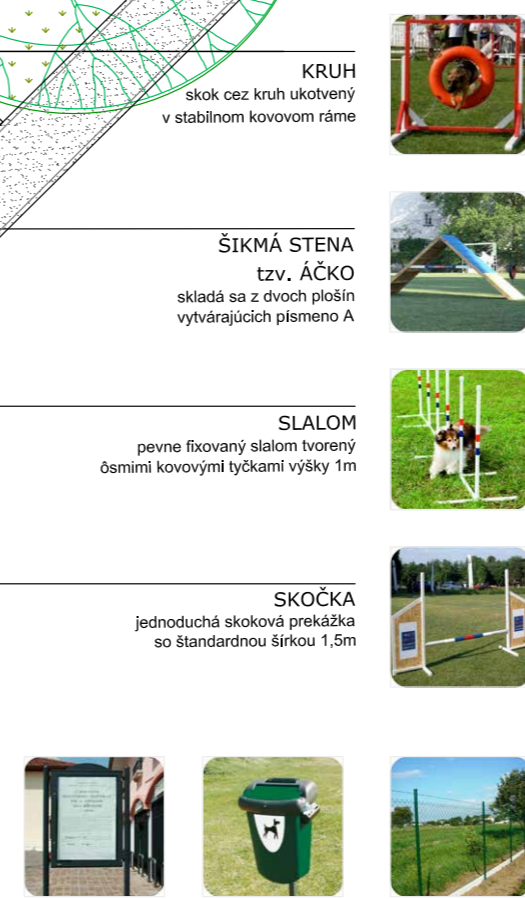 KRUH
skok cez kruh ukotvený
v stabilnom kovovom ráme
ŠIKMÁ STENA
tzv. ÁČKO
skladá sa z dvoch plošín
vytvárajúcich písmeno A
SLALOM
pevne fixovaný slalom tvorený
ôsmimi kovovými tyčkami výšky 1m
SKOČKA
jednoduchá skoková prekážka
so štandardnou šírkou 1,5m